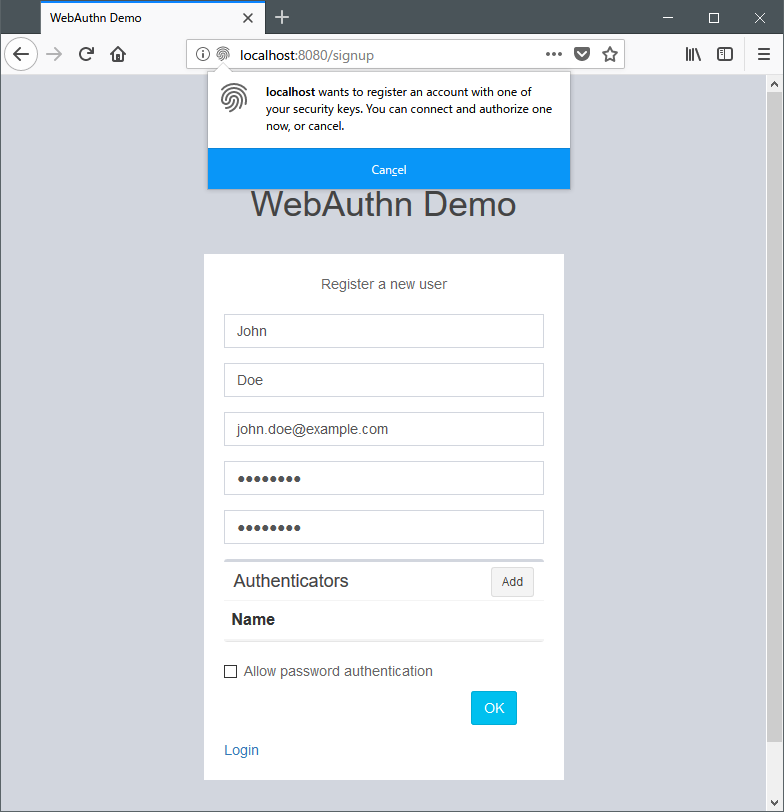 WebAuthn Demo
localhost:8080/signup
localhost wants to register an account with one of
your security keys. You can connect and authorize one
now, or cancel.
Cancel
WebAuthn Demo
Register a new user
John
Doe
john.doe@example.com
●●●●●●●●
●●●●●●●●
Authenticators
Add
Name
Allow password authentication
OK
Login